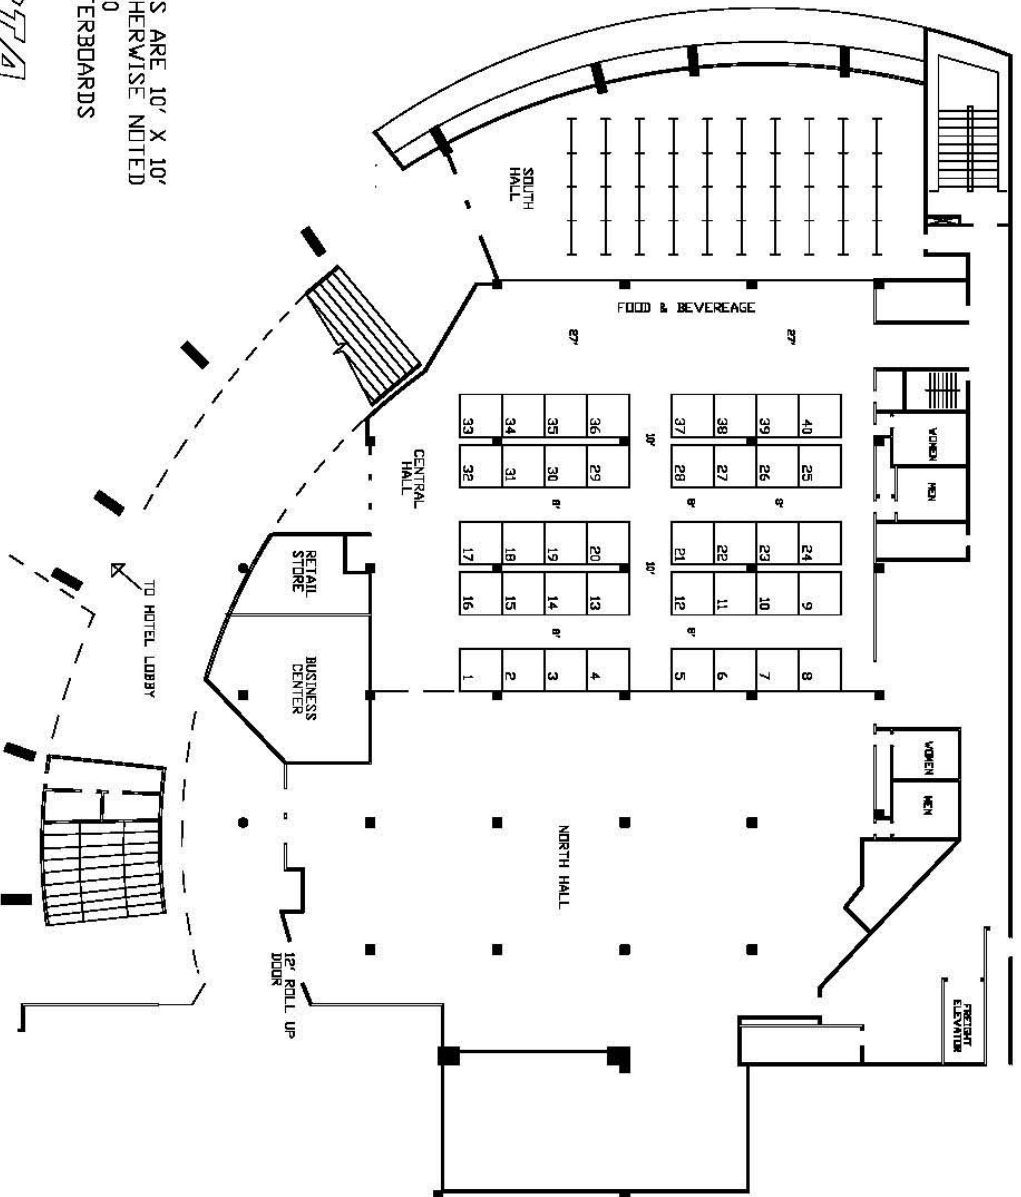 S ARE 10' X 10'
HERWISE NOTED
0
TERBOARDS
TA
SOUTH
HALL
FOOD & BEVEREAGE
27'
27'
33 34 35 36 37 38 39 40
10'
32 31 30 29 28 27 26 25
CENTRAL
HALL
8'
8'
8'
WOMEN
MEN
17 18 19 20 21 22 23 24
10'
16 15 14 13 12 11 10 9
8'
8'
1 2 3 4 5 6 7 8
RETAIL
STORE
BUSINESS
CENTER
TO HOTEL LOBBY
WOMEN
MEN
NORTH HALL
12' ROLL UP
DOOR
FREIGHT
ELEVATOR